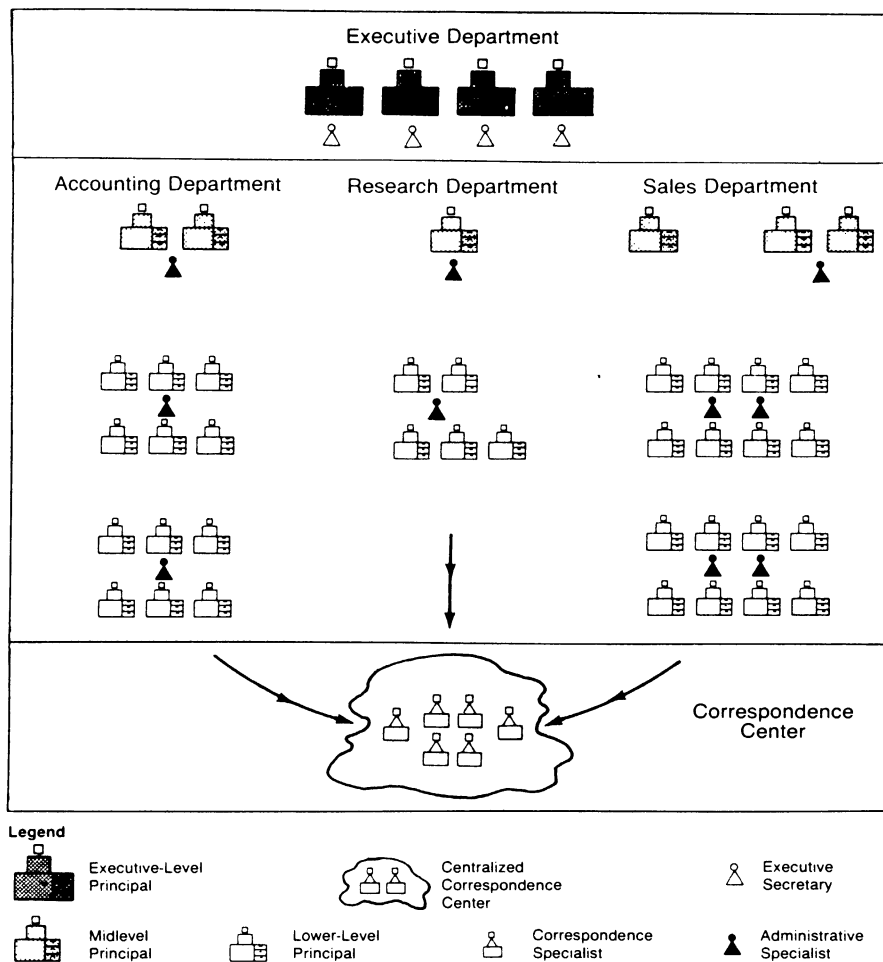 Executive Department
Accounting Department
Research Department
Sales Department
Correspondence
Center
Legend
Executive-Level
Principal
Centralized
Correspondence
Center
Executive
Secretary
Midlevel
Principal
Lower-Level
Principal
Correspondence
Specialist
Administrative
Specialist